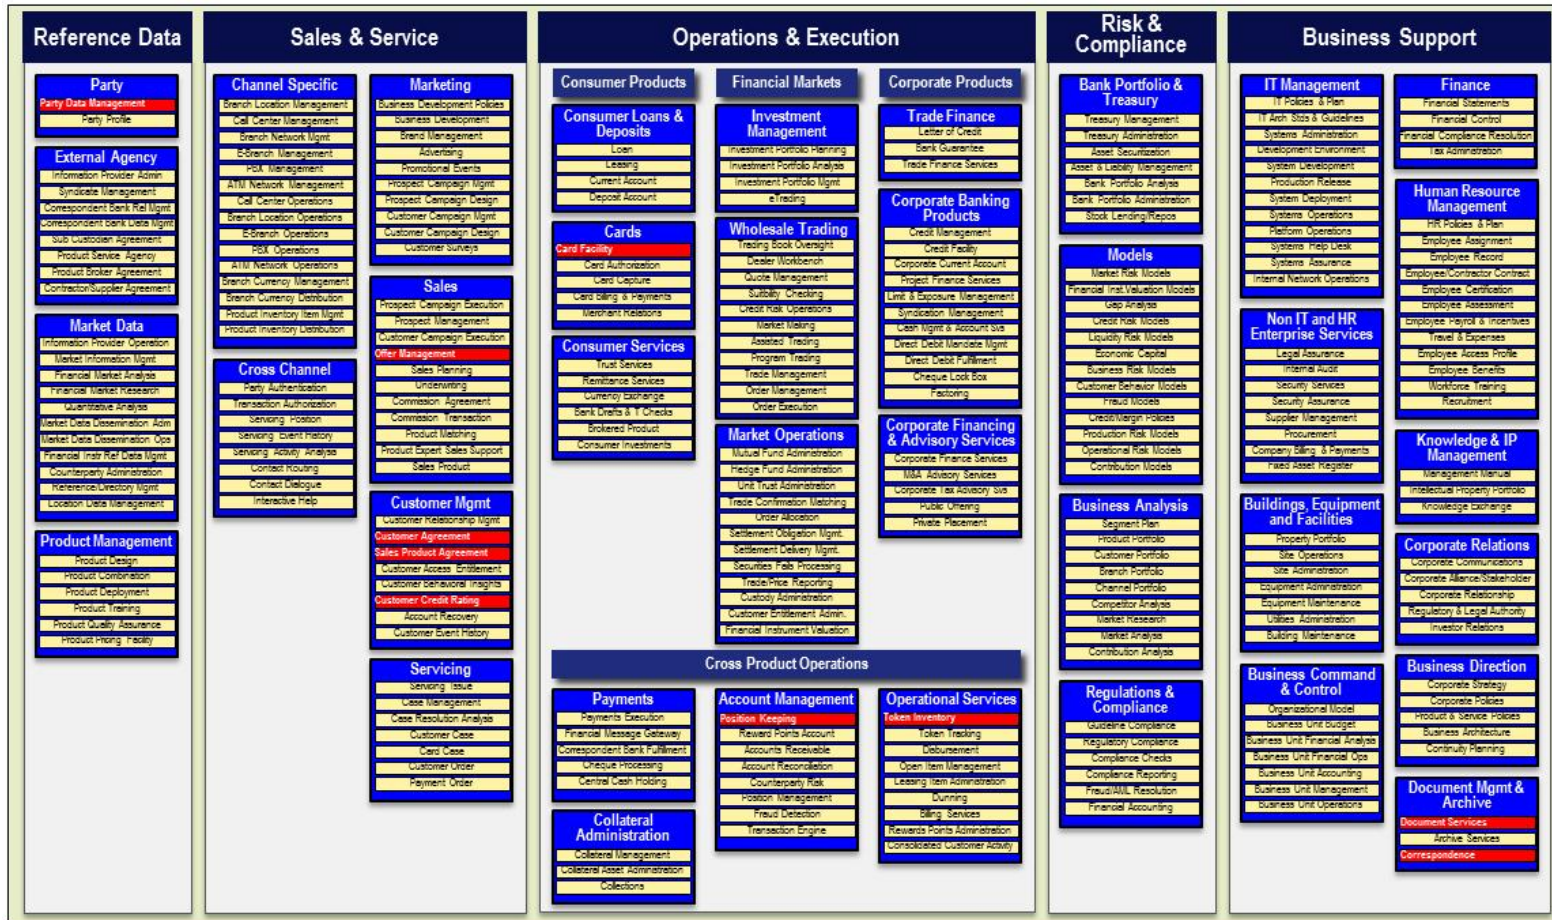 Reference Data
Party
Party Data Management
Party Profile
External Agency
Information Provider Admin
Syndicate Management
Correspondent Bank Rel Mgmt
Correspondent Bank Data Mgmt
Sub Custodian Agreement
Product Service Agency
Product Broker Agreement
Contractor/Supplier Agreement
Market Data
Information Provider Operation
Market Information Mgmt
Financial Market Analysis
Financial Market Research
Quantitative Analysis
Market Data Dissemination Adm
Market Data Dissemination Ops
Financial Instr Ref Data Mgmt
Counterparty Administration
Reference/Directory Mgmt
Location Data Management
Product Management
Product Design
Product Combination
Product Deployment
Product Training
Product Quality Assurance
Product Pricing Facility
Sales & Service
Channel Specific
Branch Location Management
Call Center Management
Branch Network Mgmt
E-Branch Management
PBX Management
ATM Network Management
Call Center Operations
Branch Location Operations
E-Branch Operations
PBX Operations
ATM Network Operations
Branch Currency Management
Branch Currency Distribution
Product Inventory Item Mgmt
Product Inventory Distribution
Cross Channel
Party Authentication
Transaction Authorization
Servicing Position
Servicing Event History
Servicing Activity Analysis
Contact Routing
Contact Dialogue
Interactive Help
Marketing
Business Development Policies
Business Development
Brand Management
Advertising
Promotional Events
Prospect Campaign Mgmt
Prospect Campaign Design
Customer Campaign Mgmt
Customer Campaign Design
Customer Surveys
Sales
Prospect Campaign Execution
Prospect Management
Customer Campaign Execution
Offer Management
Sales Planning
Underwriting
Commission Agreement
Commission Transaction
Product Matching
Product Expert Sales Support
Sales Product
Customer Mgmt
Customer Relationship Mgmt
Customer Agreement
Sales Product Agreement
Customer Access Entitlement
Customer Behavioral Insights
Customer Credit Rating
Account Recovery
Customer Event History
Servicing
Servicing Issue
Case Management
Case Resolution Analysis
Customer Case
Card Case
Customer Order
Payment Order
Operations & Execution
Consumer Products
Consumer Loans &
Deposits
Loan
Leasing
Current Account
Deposit Account
Cards
Card Facility
Card Authorization
Card Capture
Card Billing & Payments
Merchant Relations
Consumer Services
Trust Services
Remittance Services
Currency Exchange
Bank Drafts & T Checks
Brokered Product
Consumer Investments
Financial Markets
Investment
Management
Investment Portfolio Planning
Investment Portfolio Analysis
Investment Portfolio Mgmt
eTrading
Wholesale Trading
Trading Book Oversight
Dealer Workbench
Quote Management
Suitbility Checking
Credit Risk Operations
Market Making
Assisted Trading
Program Trading
Trade Management
Order Management
Order Execution
Market Operations
Mutual Fund Administration
Hedge Fund Administration
Unit Trust Administration
Trade Confirmation Matching
Order Allocation
Settlement Obligation Mgmt.
Settlement Delivery Mgmt.
Securities Fails Processing
Trade/Price Reporting
Custody Administration
Customer Entitlement Admin.
Financial Instrument Valuation
Corporate Products
Trade Finance
Letter of Credit
Bank Guarantee
Trade Finance Services
Corporate Banking
Products
Credit Management
Credit Facility
Corporate Current Account
Project Finance Services
Limit & Exposure Management
Syndication Management
Cash Mgmt & Account Svs
Direct Debit Mandate Mgmt
Direct Debit Fulfillment
Cheque Lock Box
Factoring
Corporate Financing
& Advisory Services
Corporate Finance Services
M&A Advisory Services
Corporate Tax Advisory Svs
Public Offering
Private Placement
Cross Product Operations
Payments
Payments Execution
Financial Message Gateway
Correspondent Bank Fulfillment
Cheque Processing
Central Cash Holding
Collateral
Administration
Collateral Management
Collateral Asset Administration
Collections
Account Management
Position Keeping
Reward Points Account
Accounts Receivable
Account Reconciliation
Counterparty Risk
Position Management
Fraud Detection
Transaction Engine
Operational Services
Token Inventory
Token Tracking
Disbursement
Open Item Management
Leasing Item Administration
Dunning
Billing Services
Rewards Points Administration
Consolidated Customer Activity
Risk &
Compliance
Bank Portfolio &
Treasury
Treasury Management
Treasury Administration
Asset Securitization
Asset & Liability Management
Bank Portfolio Analysis
Bank Portfolio Administration
Stock Lending/Repos
Models
Market Risk Models
Financial Inst.Valuation Models
Gap Analysis
Credit Risk Models
Liquidity Risk Models
Economic Capital
Business Risk Models
Customer Behavior Models
Fraud Models
Credit/Margin Policies
Production Risk Models
Operational Risk Models
Contribution Models
Business Analysis
Segment Plan
Product Portfolio
Customer Portfolio
Branch Portfolio
Channel Portfolio
Competitor Analysis
Market Research
Market Analysis
Contribution Analysis
Regulations &
Compliance
Guideline Compliance
Regulatory Compliance
Compliance Checks
Compliance Reporting
Fraud/AML Resolution
Financial Accounting
Business Support
IT Management
IT Policies & Plan
IT Arch Stds & Guidelines
Systems Administration
Development Environment
System Development
Production Release
System Deployment
Systems Operations
Platform Operations
Systems Help Desk
Systems Assurance
Internal Network Operations
Non IT and HR
Enterprise Services
Legal Assurance
Internal Audit
Security Services
Security Assurance
Supplier Management
Procurement
Company Billing & Payments
Fixed Asset Register
Buildings, Equipment
and Facilities
Property Portfolio
Site Operations
Site Administration
Equipment Administration
Equipment Maintenance
Utilities Administration
Building Maintenance
Business Command
& Control
Organizational Model
Business Unit Budget
Business Unit Financial Analysis
Business Unit Financial Ops
Business Unit Accounting
Business Unit Management
Business Unit Operations
Finance
Financial Statements
Financial Control
Financial Compliance Resolution
Tax Administration
Human Resource
Management
HR Policies & Plan
Employee Assignment
Employee Record
Employee/Contractor Contract
Employee Certification
Employee Assessment
Employee Payroll & Incentives
Travel & Expenses
Employee Access Profile
Employee Benefits
Workforce Training
Recruitment
Knowledge & IP
Management
Management Manual
Intellectual Property Portfolio
Knowledge Exchange
Corporate Relations
Corporate Communications
Corporate Alliance/Stakeholder
Corporate Relationship
Regulatory & Legal Authority
Investor Relations
Business Direction
Corporate Strategy
Corporate Policies
Product & Service Policies
Business Architecture
Continuity Planning
Document Mgmt &
Archive
Document Services
Archive Services
Correspondence